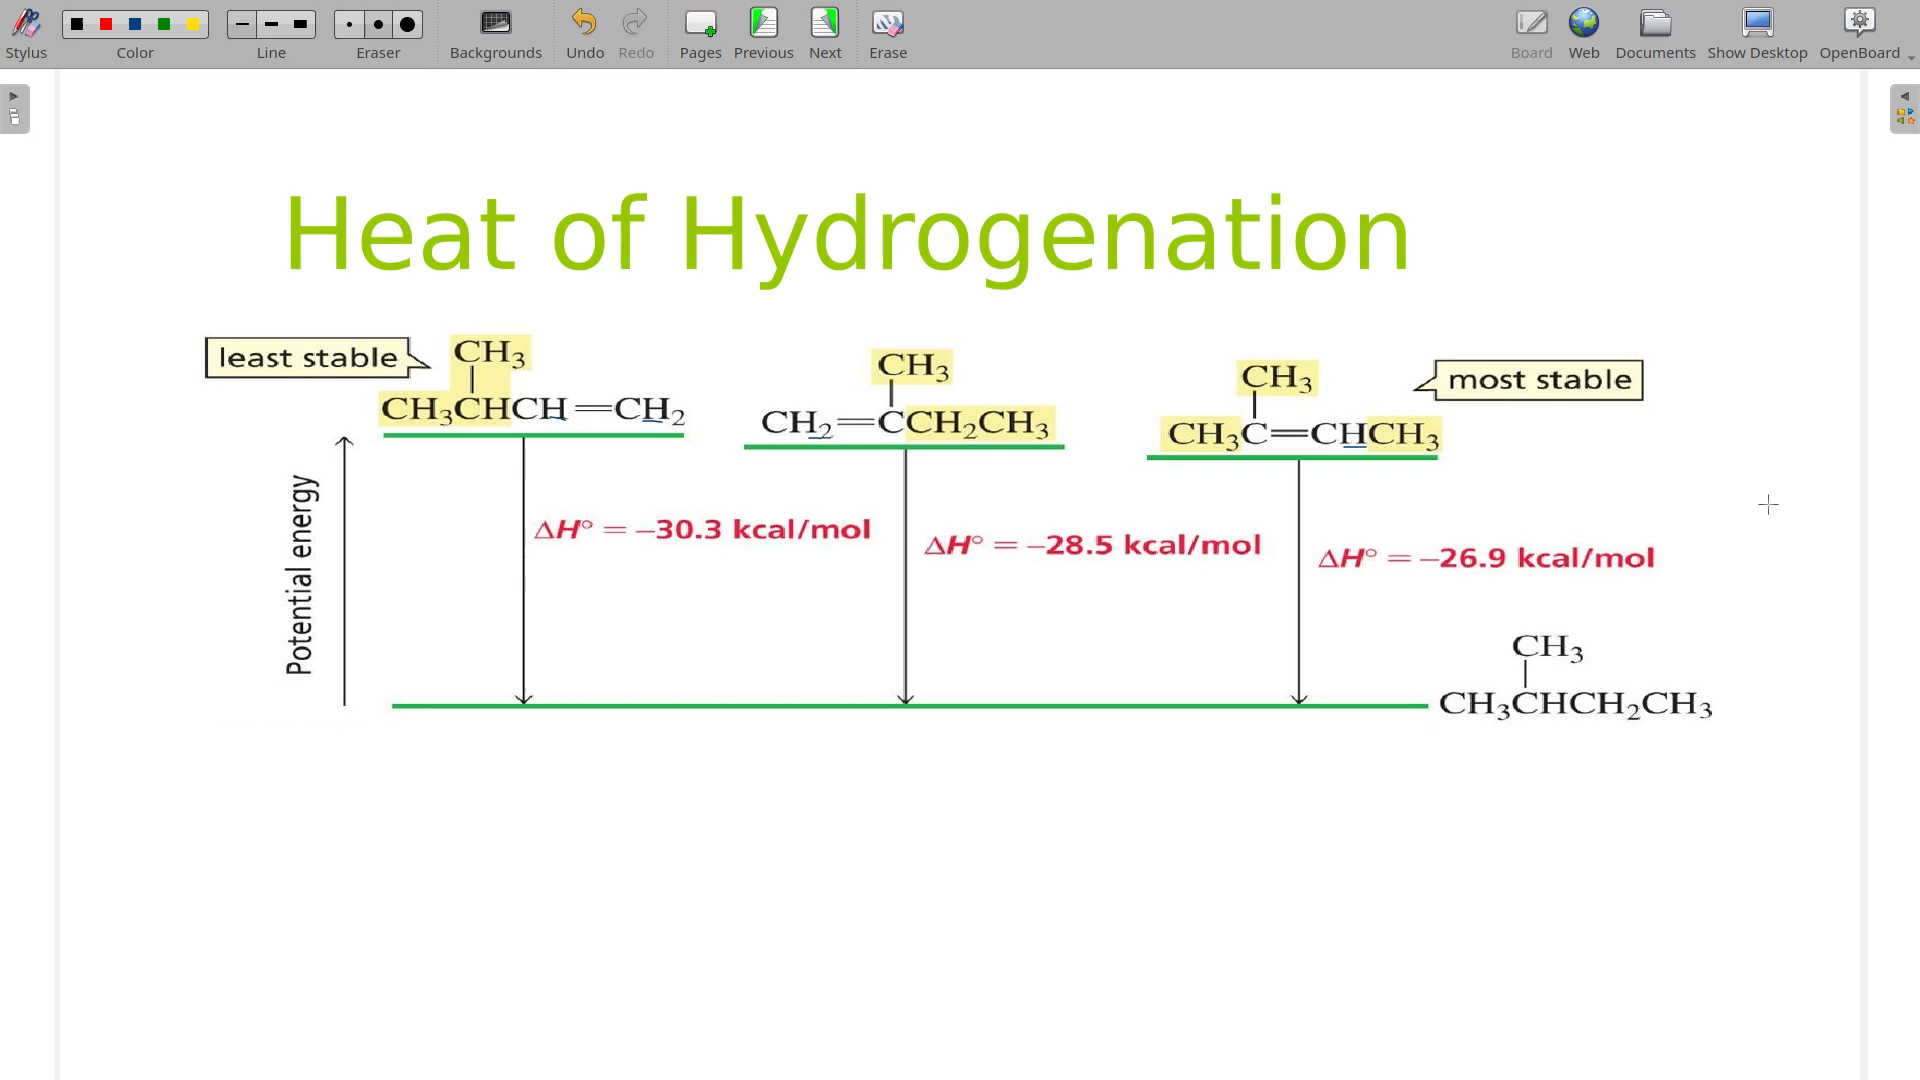 Stylus Color Line Eraser Backgrounds Undo Redo Pages Previous Next Erase Board Web Documents Show Desktop OpenBoard
Heat of Hydrogenation
least stable
CH₃
CH₃CHCH=CH₂
CH₃
CH₂=CCH₂CH₃
CH₃
CH₃C=CHCH₃
most stable
Potential energy
ΔH° = −30.3 kcal/mol
ΔH° = −28.5 kcal/mol
ΔH° = −26.9 kcal/mol
CH₃
CH₃CHCH₂CH₃